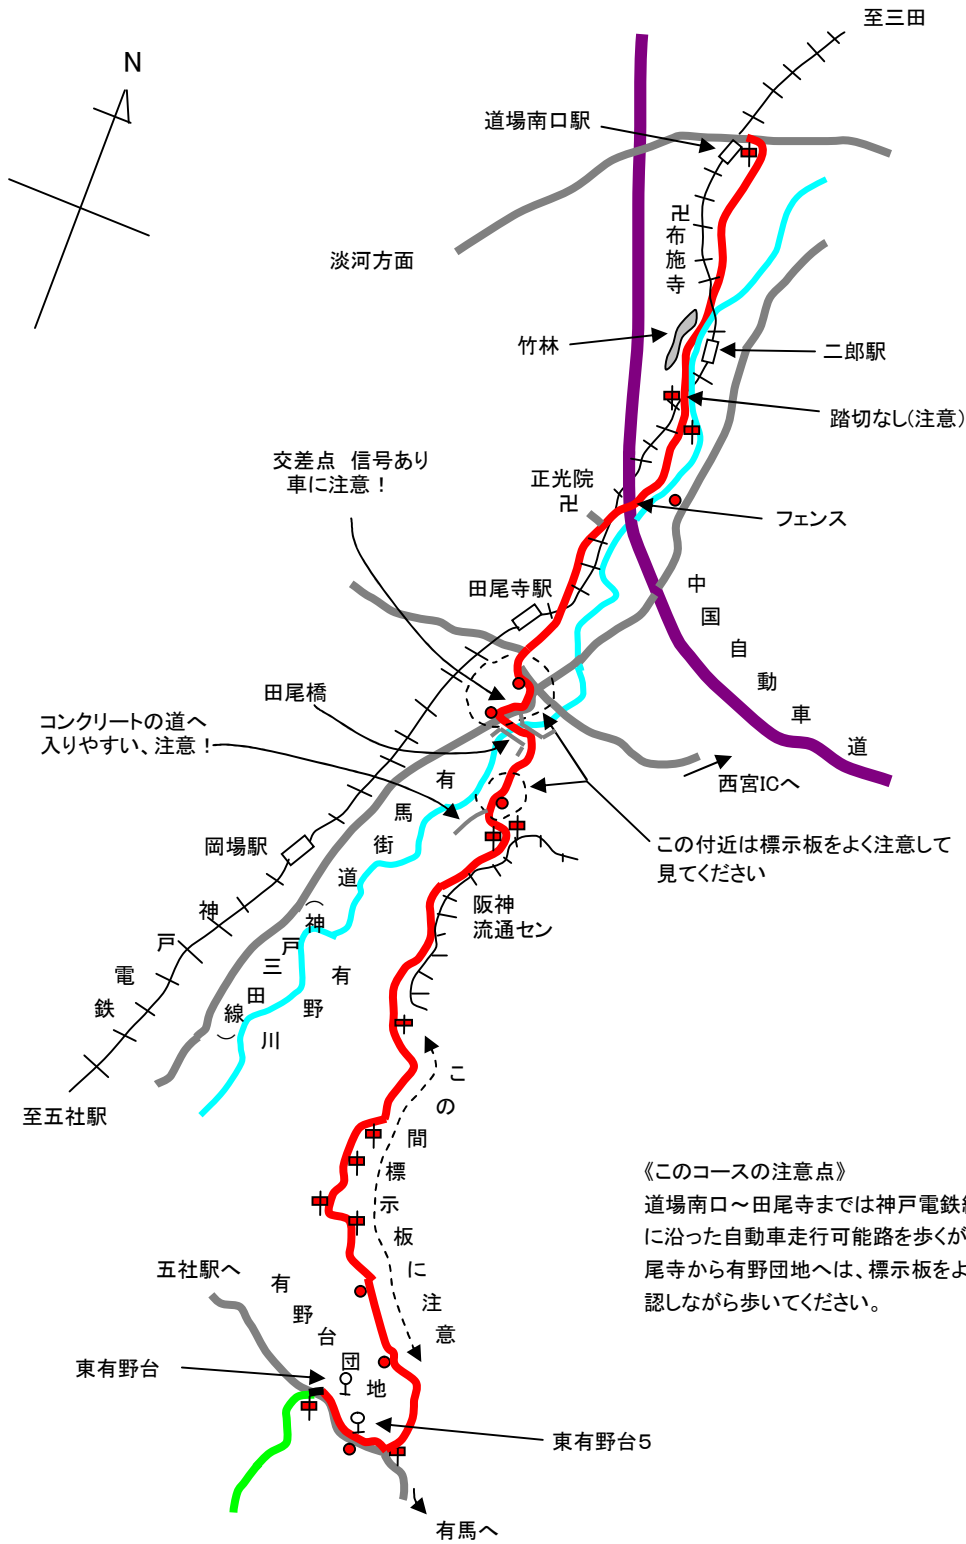 至三田
N
道場南口駅
卍布施寺
淡河方面
竹林
二郎駅
踏切なし(注意)
交差点 信号あり
車に注意！
正光院
卍
フェンス
田尾寺駅
中国自動車道
田尾橋
コンクリートの道へ
入りやすい、注意！
西宮ICへ
有馬街道(神戸三田線)
この付近は標示板をよく注意して
見てください
岡場駅
阪神
流通セン
神戸電鉄
有野川
至五社駅
この間標示板に注意
《このコースの注意点》
道場南口～田尾寺までは神戸電鉄
に沿った自動車走行可能路を歩くが
尾寺から有野団地へは、標示板をよ
認しながら歩いてください。
五社駅へ
有野台団地
東有野台
東有野台５
有馬へ